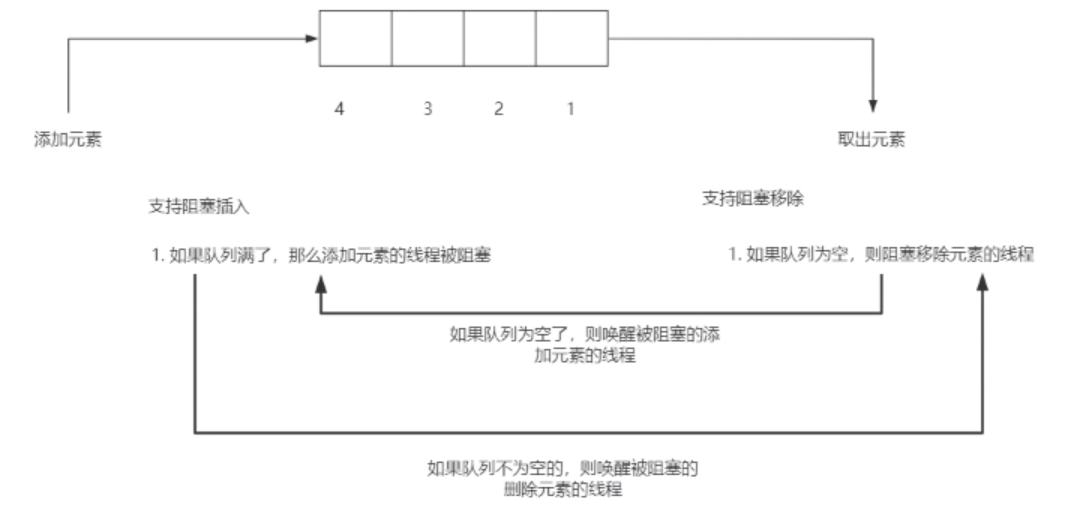 4 3 2 1
添加元素
取出元素
支持阻塞插入
支持阻塞移除
1. 如果队列满了，那么添加元素的线程被阻塞
1. 如果队列为空，则阻塞移除元素的线程
如果队列为空了，则唤醒被阻塞的添
加元素的线程
如果队列不为空的，则唤醒被阻塞的
删除元素的线程